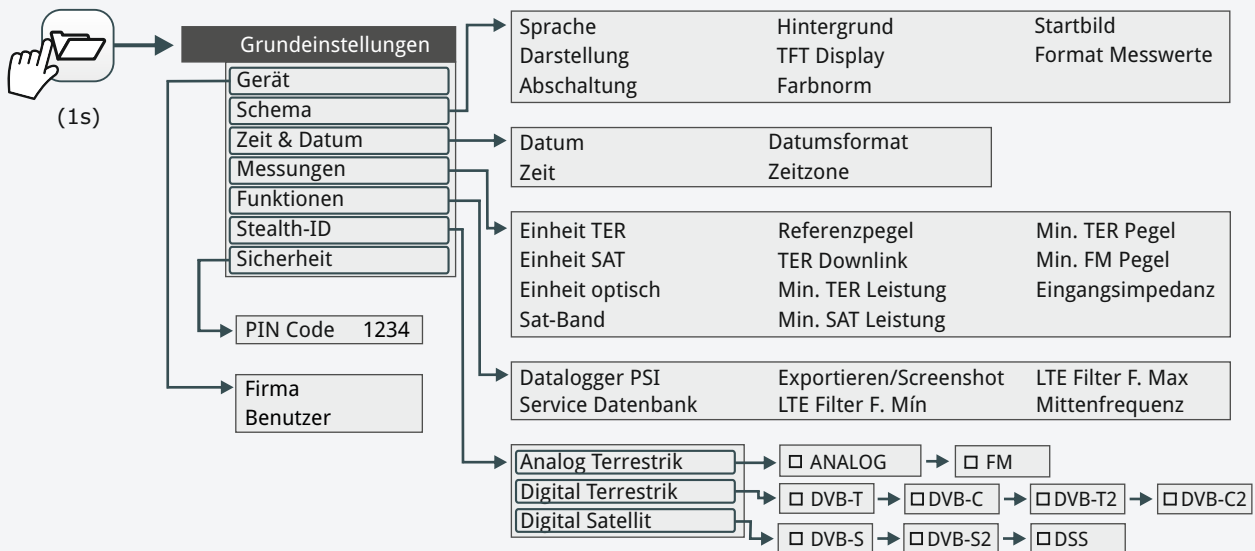 (1s)
Grundeinstellungen
Gerät
Schema
Zeit & Datum
Messungen
Funktionen
Stealth-ID
Sicherheit
PIN Code 1234
Firma
Benutzer
Sprache Hintergrund Startbild
Darstellung TFT Display Format Messwerte
Abschaltung Farbnorm
Datum Datumsformat
Zeit Zeitzone
Einheit TER Referenzpegel Min. TER Pegel
Einheit SAT TER Downlink Min. FM Pegel
Einheit optisch Min. TER Leistung Eingangsimpedanz
Sat-Band Min. SAT Leistung
Datalogger PSI Exportieren/Screenshot LTE Filter F. Max
Service Datenbank LTE Filter F. Mín Mittenfrequenz
Analog Terrestrik ANALOG FM
Digital Terrestrik DVB-T DVB-C DVB-T2 DVB-C2
Digital Satellit DVB-S DVB-S2 DSS